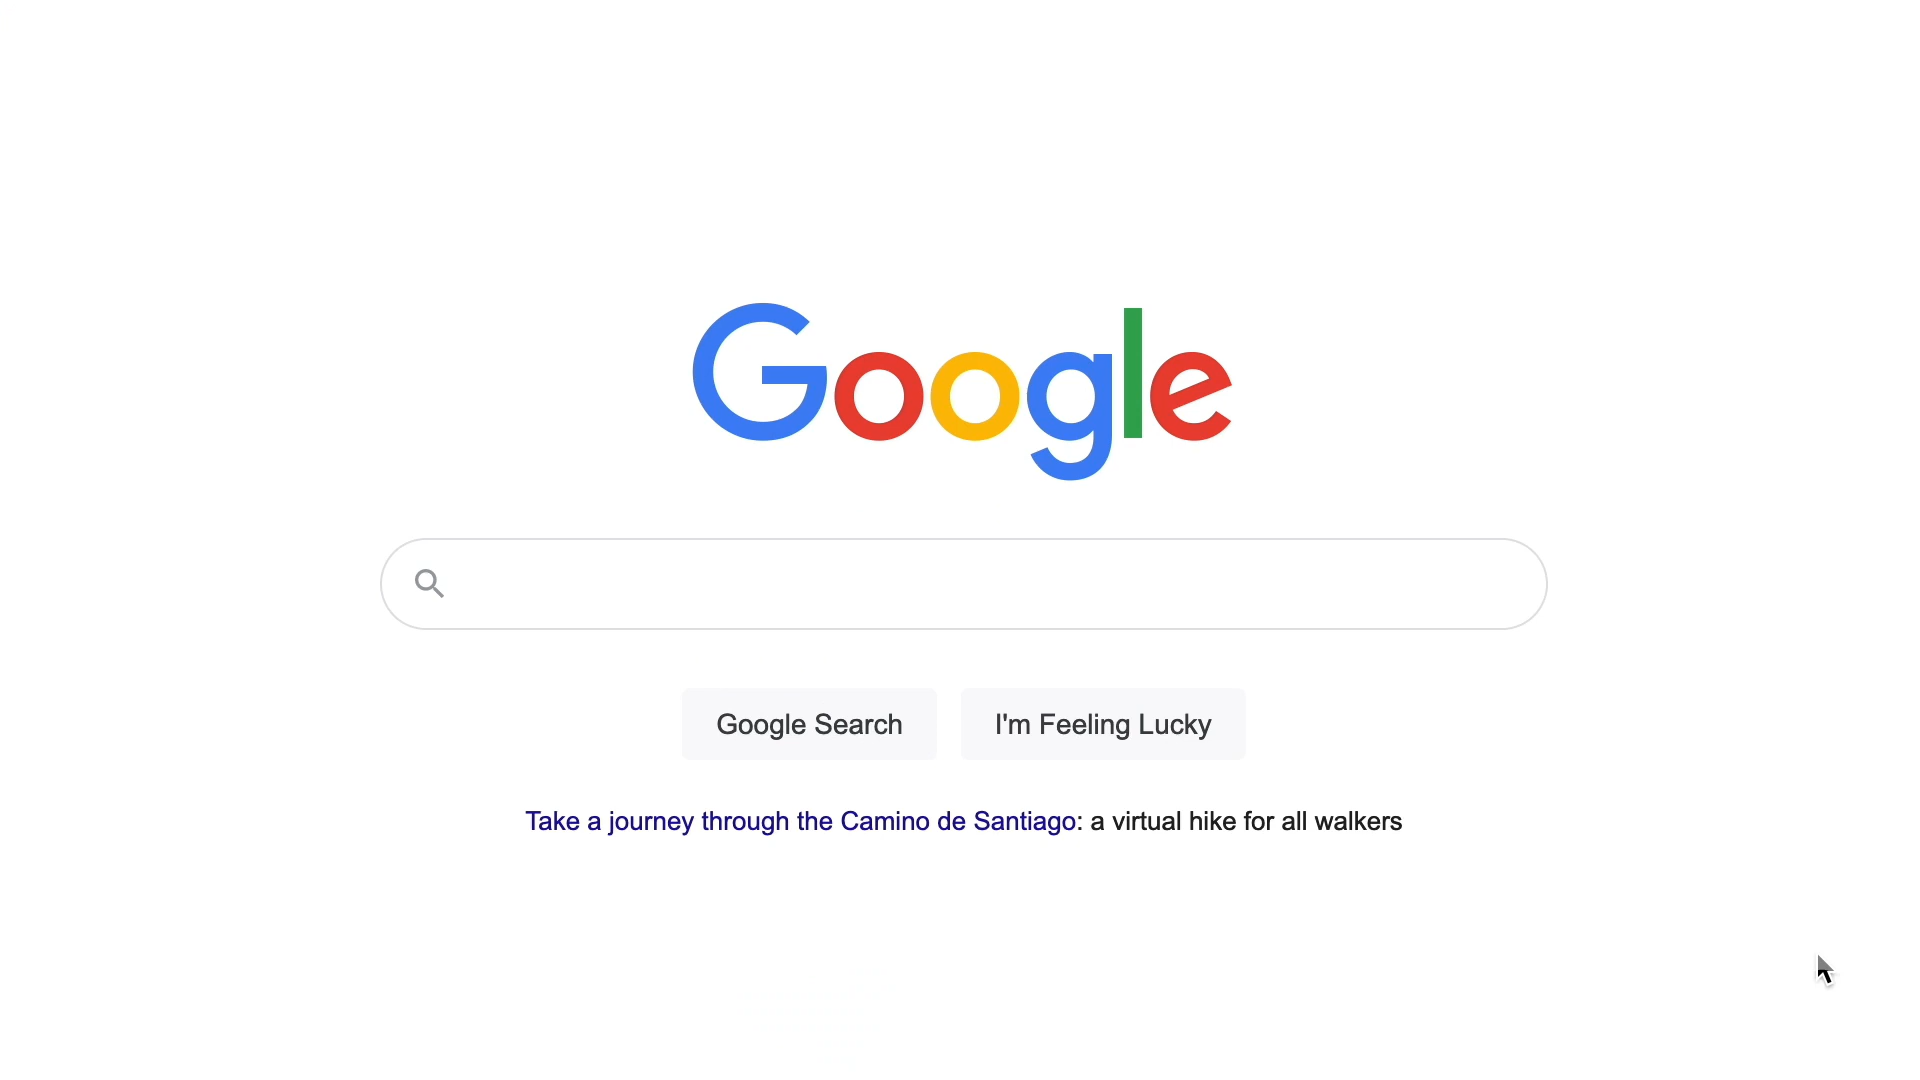 Google
Google Search
I'm Feeling Lucky
Take a journey through the Camino de Santiago: a virtual hike for all walkers